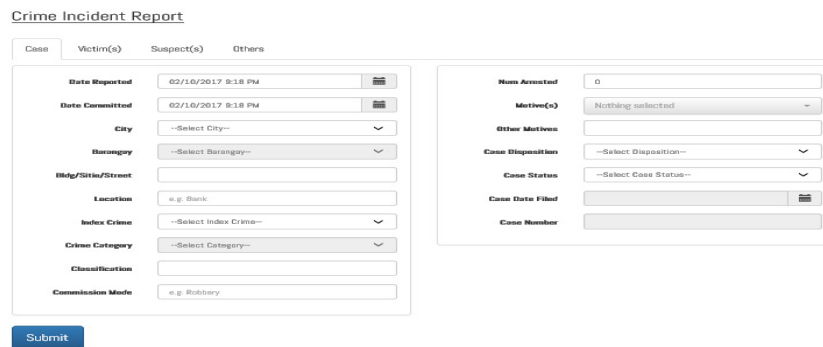 Crime Incident Report
Case Victim(s) Suspect(s) Others
Date Reported 02/10/2017 9:18 PM
Date Committed 02/10/2017 9:18 PM
City --Select City--
Barangay --Select Barangay--
Bldg/Sitio/Street
Location e.g. Bank
Index Crime --Select Index Crime--
Crime Category --Select Category--
Classification
Commission Mode e.g. Robbery
Num Arrested 0
Motive(s) Nothing selected
Other Motives
Case Disposition --Select Disposition--
Case Status --Select Case Status--
Case Date Filed
Case Number
Submit